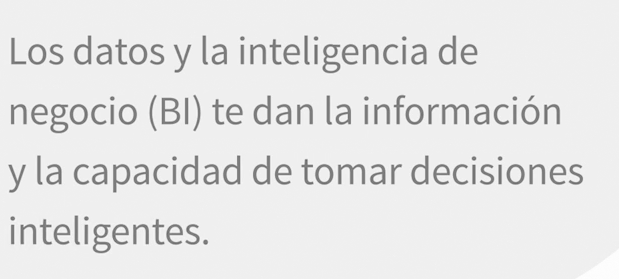 Los datos y la inteligencia de
negocio (BI) te dan la información
y la capacidad de tomar decisiones
inteligentes.